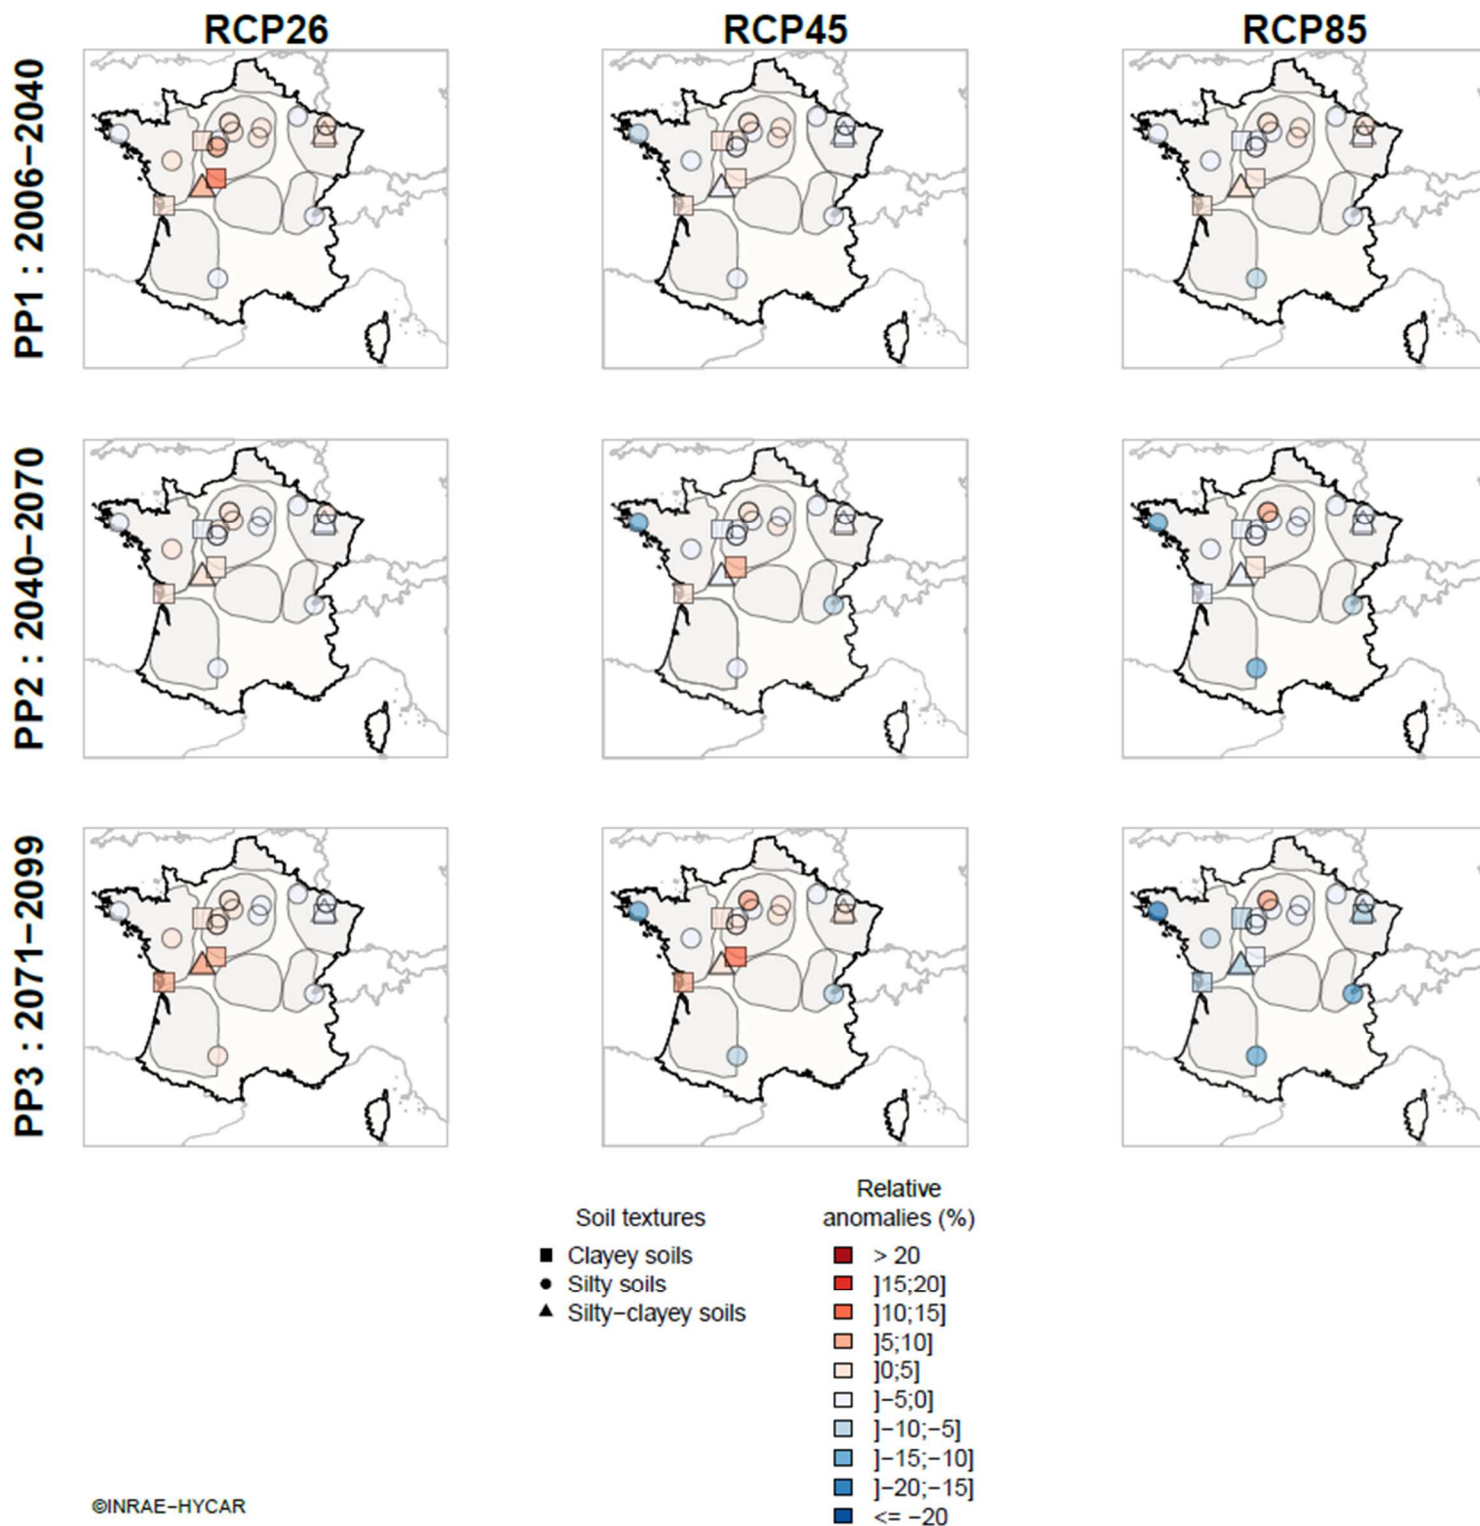 RCP26
RCP45
RCP85
PP1 : 2006−2040
PP2 : 2040−2070
PP3 : 2071−2099
Soil textures
Clayey soils
Silty soils
Silty−clayey soils
Relative
anomalies (%)
> 20
]15;20]
]10;15]
]5;10]
]0;5]
]−5;0]
]−10;−5]
]−15;−10]
]−20;−15]
<= −20
©INRAE−HYCAR